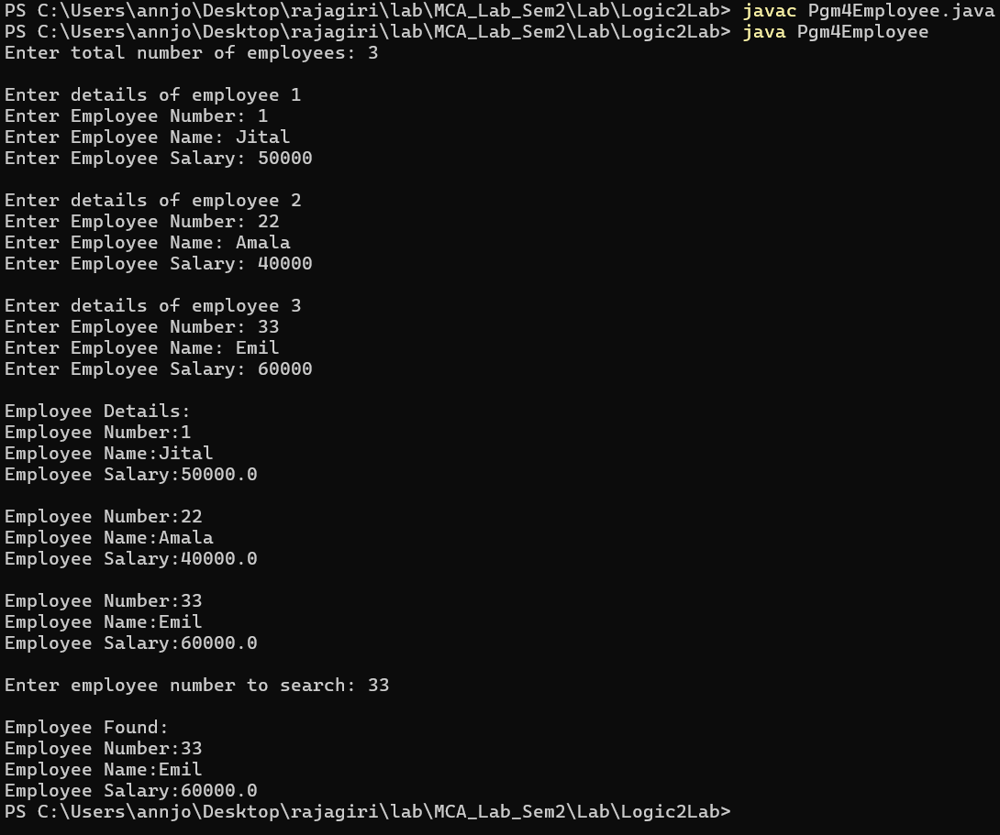 PS C:\Users\annjo\Desktop\rajagiri\lab\MCA_Lab_Sem2\Lab\Logic2Lab> javac Pgm4Employee.java
PS C:\Users\annjo\Desktop\rajagiri\lab\MCA_Lab_Sem2\Lab\Logic2Lab> java Pgm4Employee
Enter total number of employees: 3

Enter details of employee 1
Enter Employee Number: 1
Enter Employee Name: Jital
Enter Employee Salary: 50000

Enter details of employee 2
Enter Employee Number: 22
Enter Employee Name: Amala
Enter Employee Salary: 40000

Enter details of employee 3
Enter Employee Number: 33
Enter Employee Name: Emil
Enter Employee Salary: 60000

Employee Details:
Employee Number:1
Employee Name:Jital
Employee Salary:50000.0

Employee Number:22
Employee Name:Amala
Employee Salary:40000.0

Employee Number:33
Employee Name:Emil
Employee Salary:60000.0

Enter employee number to search: 33

Employee Found:
Employee Number:33
Employee Name:Emil
Employee Salary:60000.0
PS C:\Users\annjo\Desktop\rajagiri\lab\MCA_Lab_Sem2\Lab\Logic2Lab>